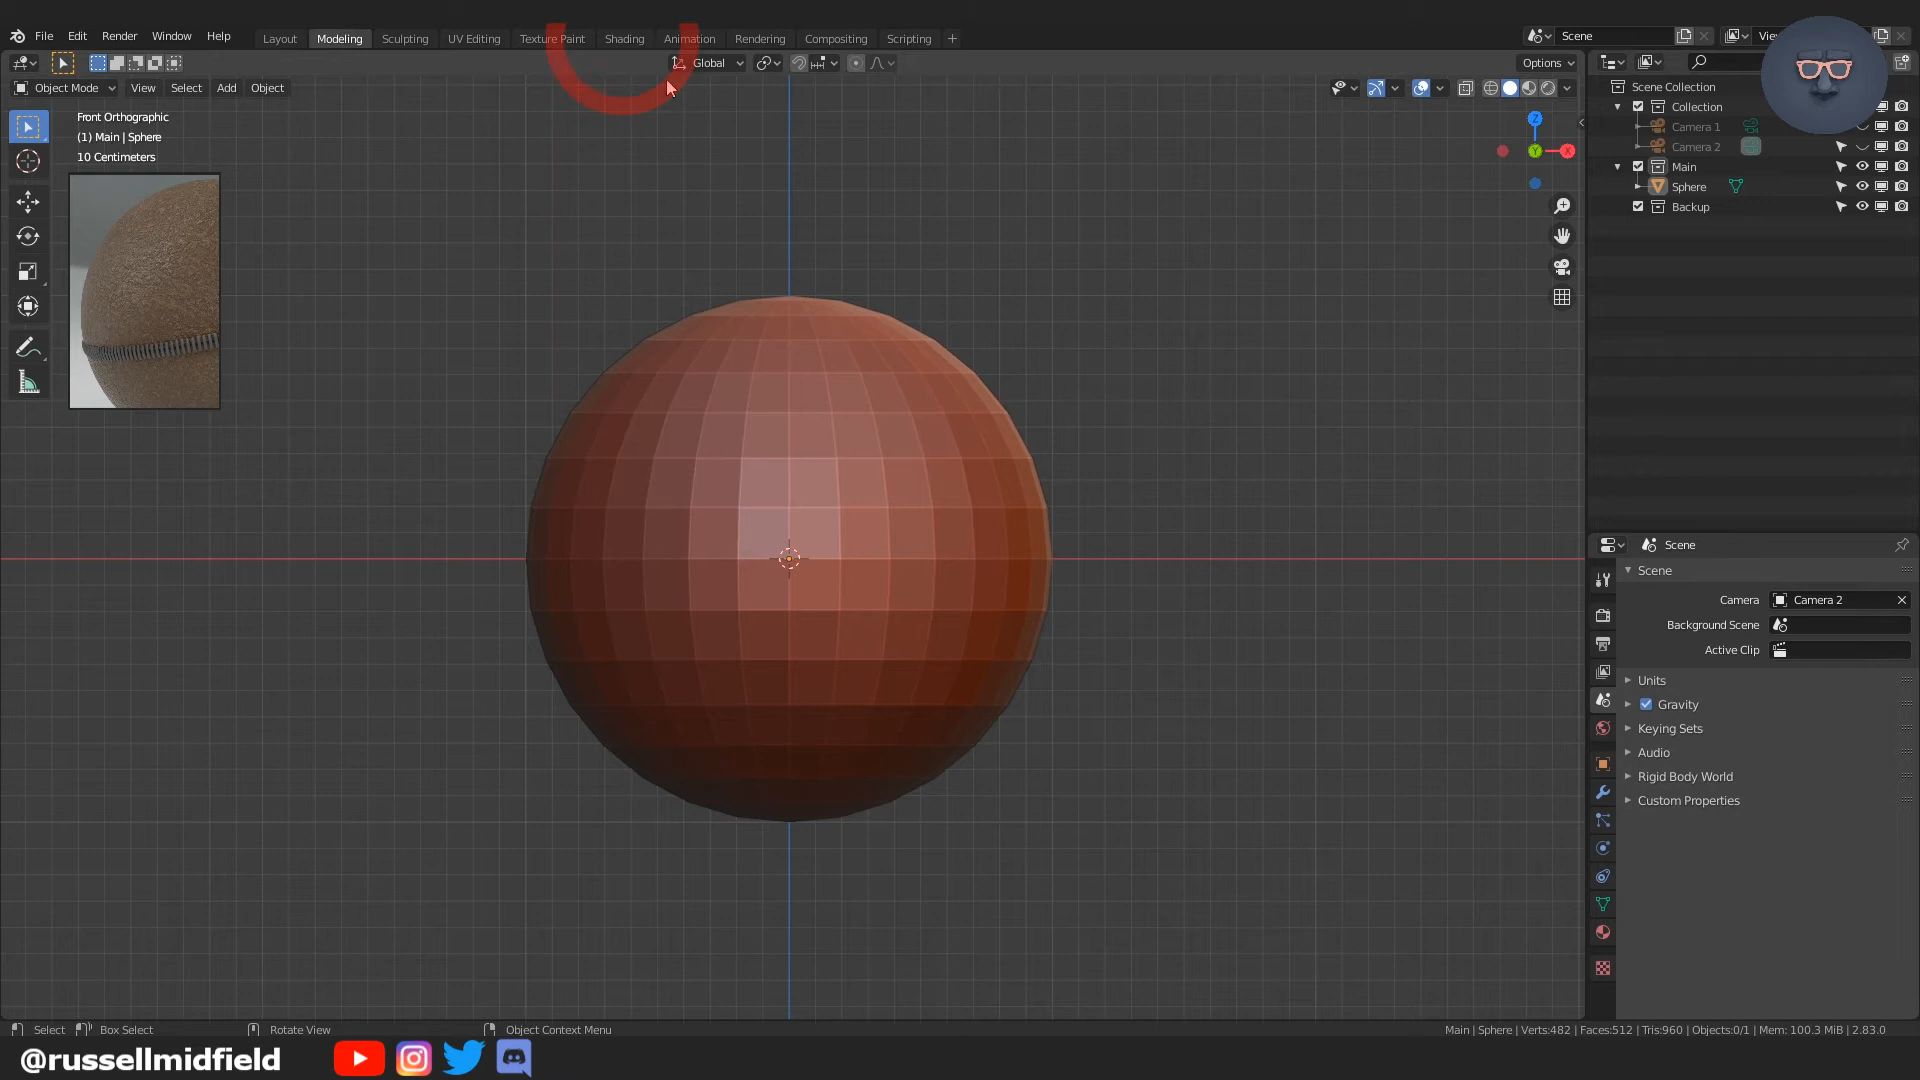 File Edit Render Window Help Layout Modeling Sculpting UV Editing Texture Paint Shading Animation Rendering Compositing Scripting + Scene
Global Options
Object Mode View Select Add Object
Front Orthographic
(1) Main | Sphere
10 Centimeters
Z
Y
X
Scene Collection
Collection
Camera 1
Camera 2
Main
Sphere
Backup
Scene
Scene
Camera Camera 2
Background Scene
Active Clip
Units
Gravity
Keying Sets
Audio
Rigid Body World
Custom Properties
Select Box Select Rotate View Object Context Menu Main | Sphere | Verts:482 | Faces:512 | Tris:960 | Objects:0/1 | Mem: 100.3 MiB | 2.83.0
@russellmidfield